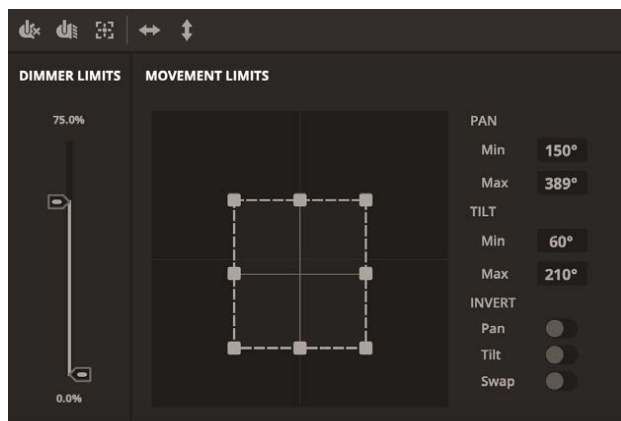 DIMMER LIMITS
75.0%
0.0%
MOVEMENT LIMITS
PAN
Min 150°
Max 389°
TILT
Min 60°
Max 210°
INVERT
Pan
Tilt
Swap